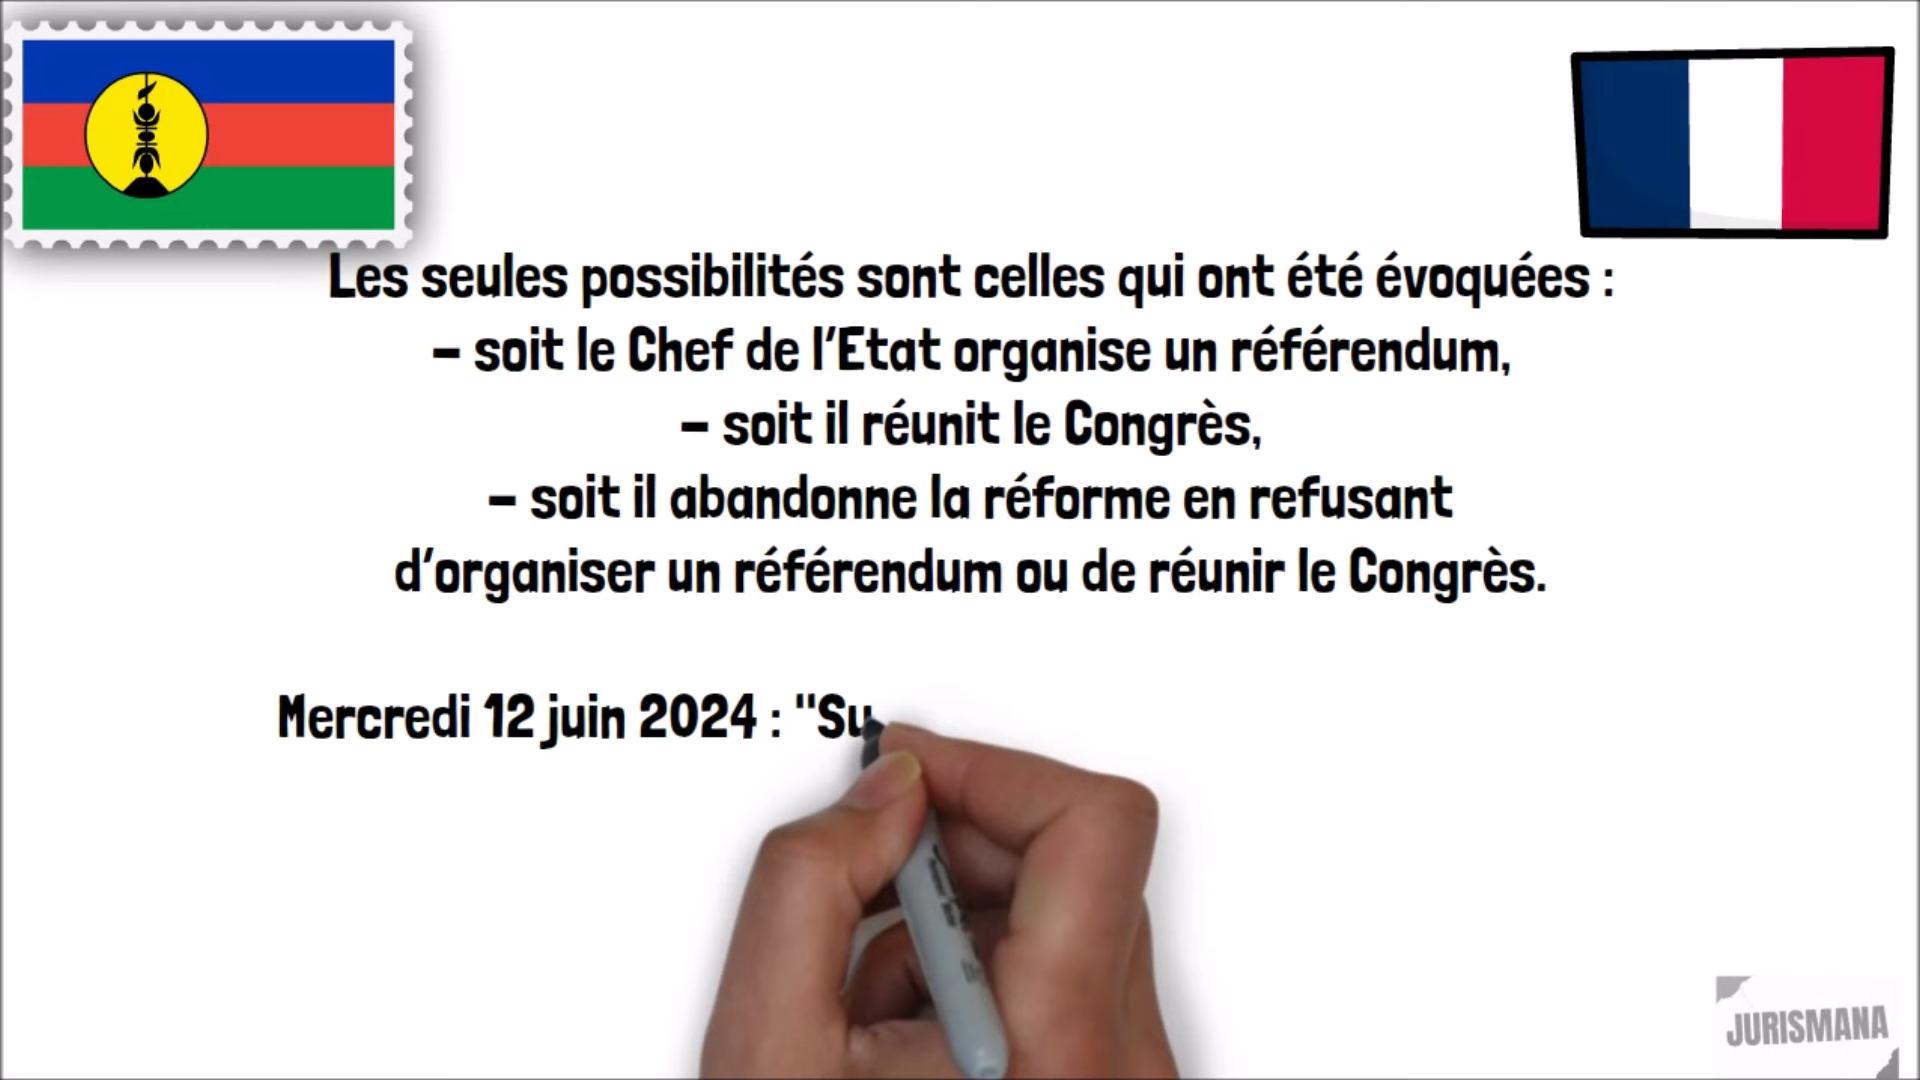 Les seules possibilités sont celles qui ont été évoquées :
– soit le Chef de l'Etat organise un référendum,
– soit il réunit le Congrès,
– soit il abandonne la réforme en refusant
d'organiser un référendum ou de réunir le Congrès.
Mercredi 12 juin 2024 : "Su
JURISMANA